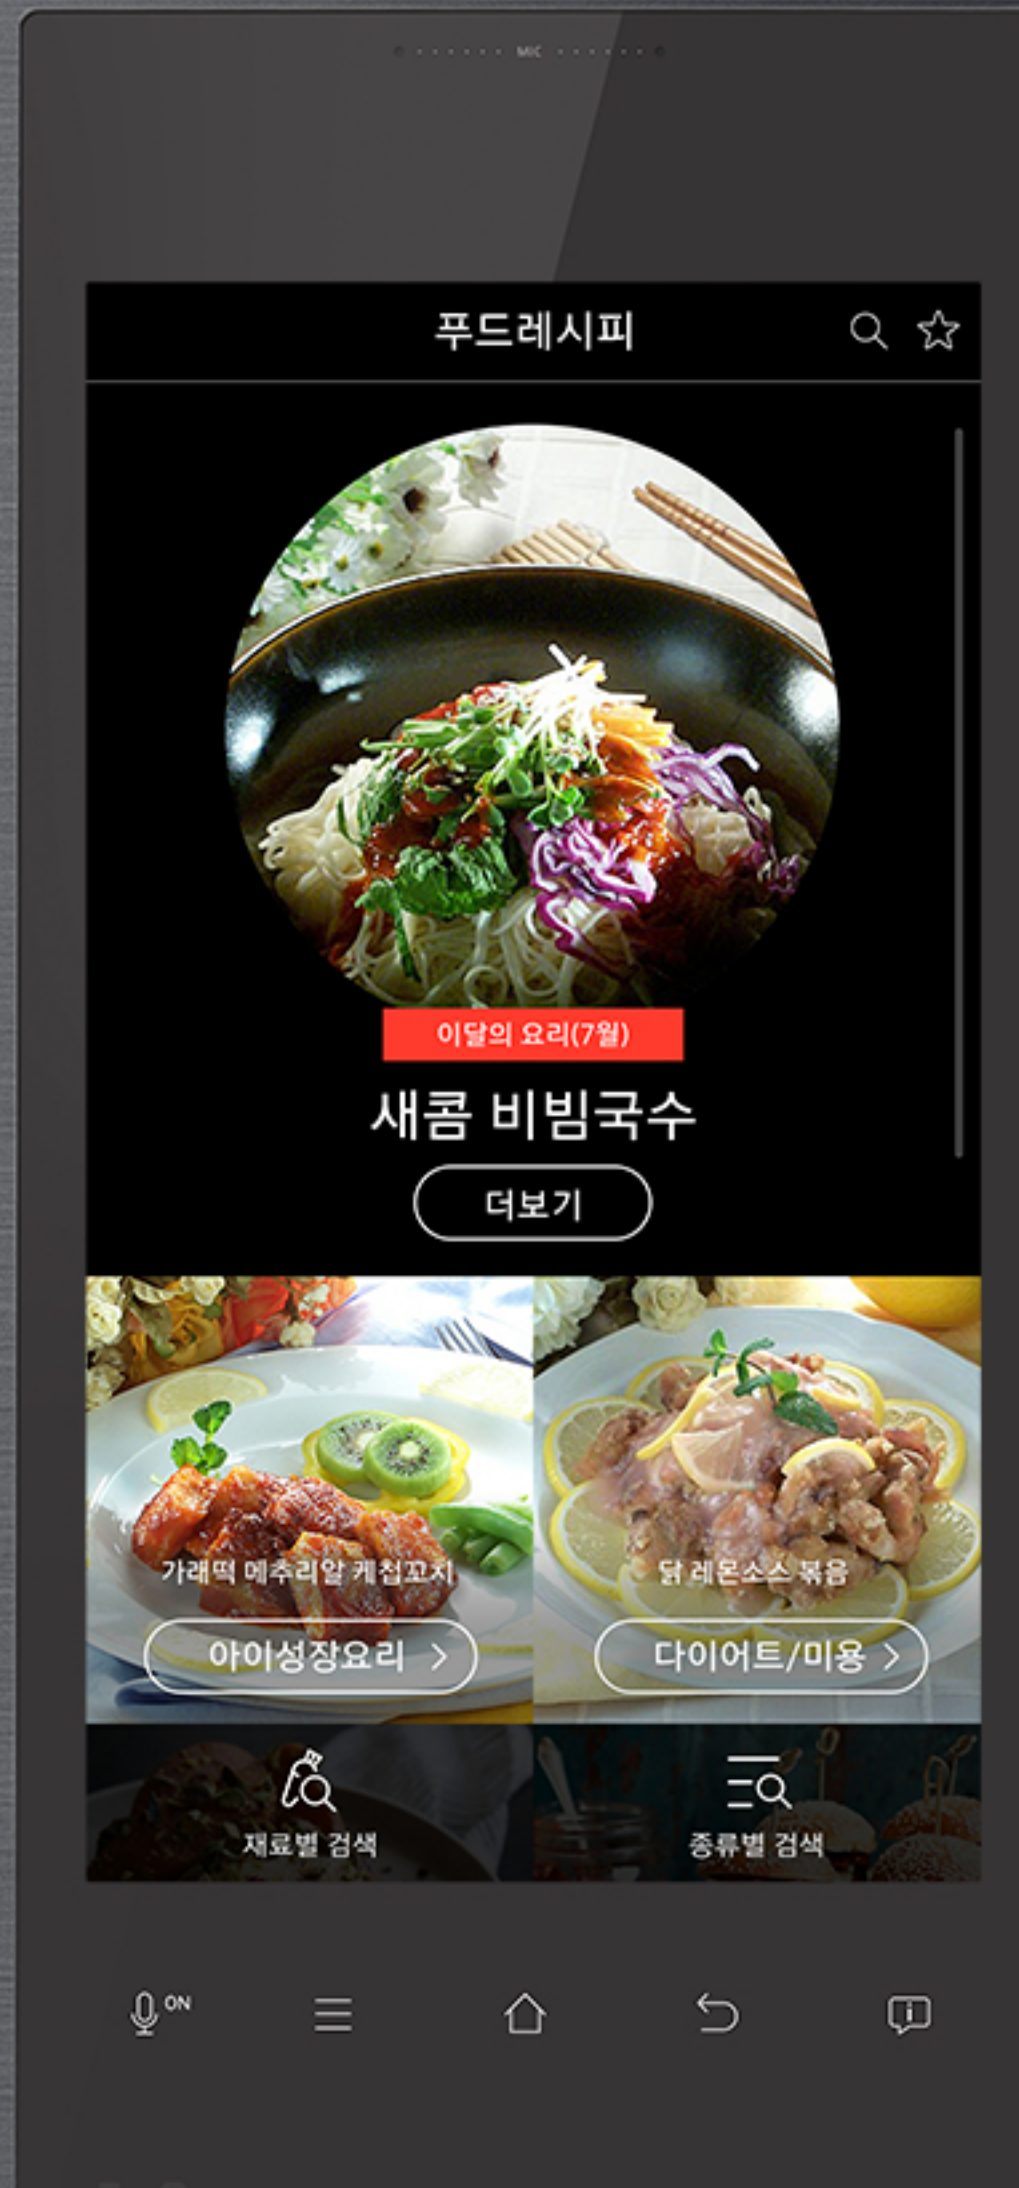 MIC
푸드레시피
이달의 요리(7월)
새콤 비빔국수
더보기
가래떡 메추리알 케첩꼬지
닭 레몬소스 볶음
아이성장요리
다이어트/미용
재료별 검색
종류별 검색
ON